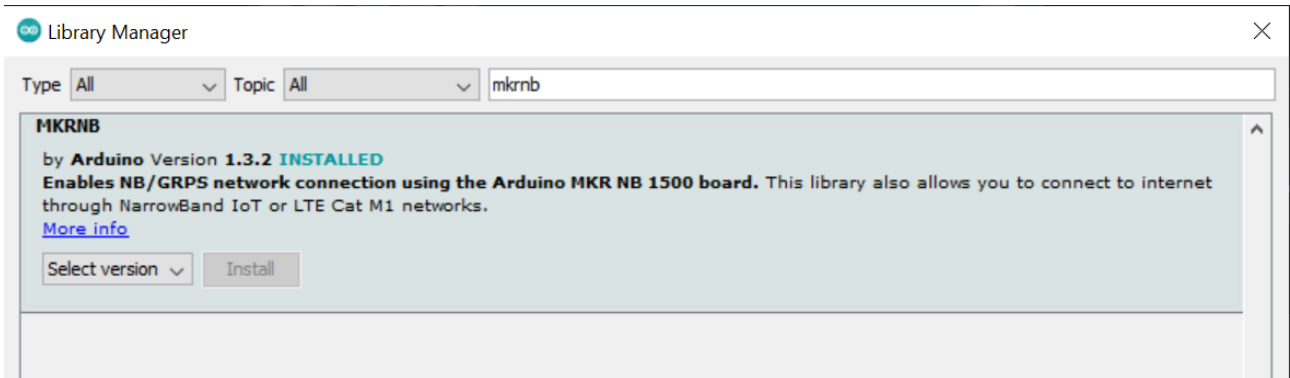 Library Manager
Type All Topic All mkrnb
MKRNB
by Arduino Version 1.3.2 INSTALLED
Enables NB/GRPS network connection using the Arduino MKR NB 1500 board. This library also allows you to connect to internet
through NarrowBand IoT or LTE Cat M1 networks.
More info
Select version Install